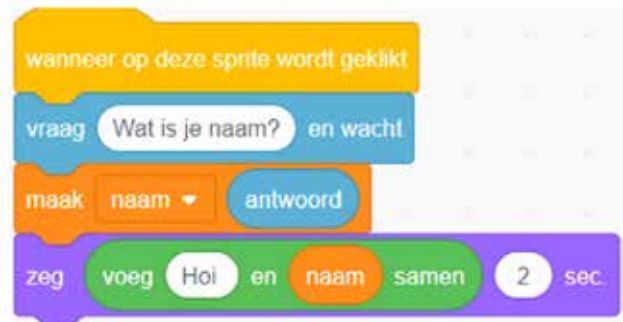 wanneer op deze sprite wordt geklikt
vraag Wat is je naam? en wacht
maak naam antwoord
zeg voeg Hoi en naam samen 2 sec.